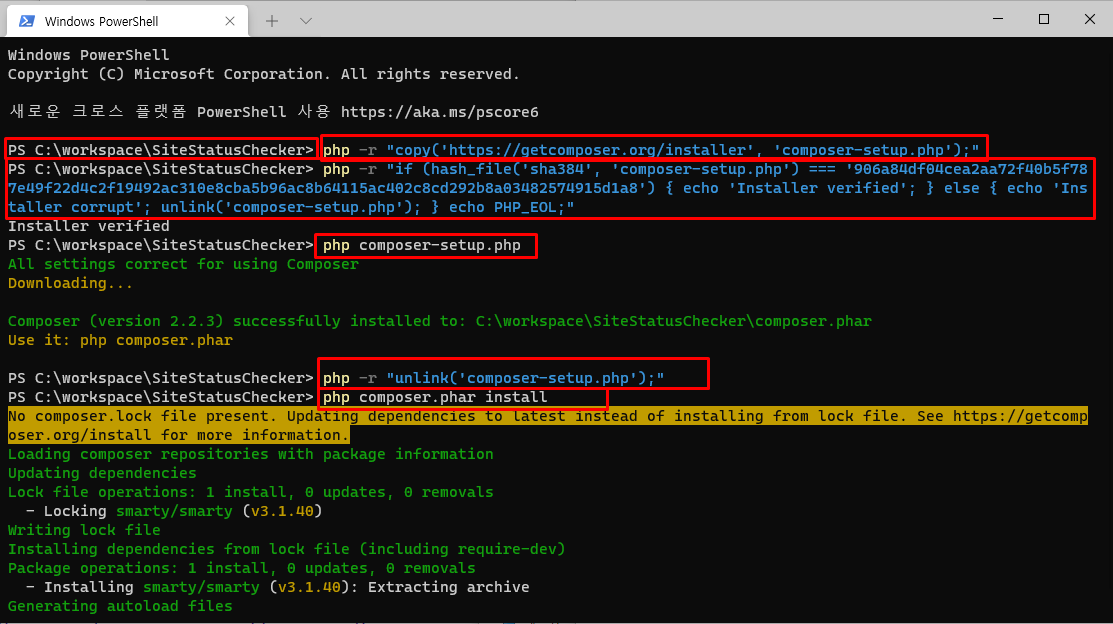 Windows PowerShell
Windows PowerShell
Copyright (C) Microsoft Corporation. All rights reserved.
새로운 크로스 플랫폼 PowerShell 사용 https://aka.ms/pscore6
PS C:\workspace\SiteStatusChecker> php -r "copy('https://getcomposer.org/installer', 'composer-setup.php');"
PS C:\workspace\SiteStatusChecker> php -r "if (hash_file('sha384', 'composer-setup.php') === '906a84df04cea2aa72f40b5f78
7e49f22d4c2f19492ac310e8cba5b96ac8b64115ac402c8cd292b8a03482574915d1a8') { echo 'Installer verified'; } else { echo 'Ins
taller corrupt'; unlink('composer-setup.php'); } echo PHP_EOL;"
Installer verified
PS C:\workspace\SiteStatusChecker> php composer-setup.php
All settings correct for using Composer
Downloading...
Composer (version 2.2.3) successfully installed to: C:\workspace\SiteStatusChecker\composer.phar
Use it: php composer.phar
PS C:\workspace\SiteStatusChecker> php -r "unlink('composer-setup.php');"
PS C:\workspace\SiteStatusChecker> php composer.phar install
No composer.lock file present. Updating dependencies to latest instead of installing from lock file. See https://getcomp
oser.org/install for more information.
Loading composer repositories with package information
Updating dependencies
Lock file operations: 1 install, 0 updates, 0 removals
  - Locking smarty/smarty (v3.1.40)
Writing lock file
Installing dependencies from lock file (including require-dev)
Package operations: 1 install, 0 updates, 0 removals
  - Installing smarty/smarty (v3.1.40): Extracting archive
Generating autoload files